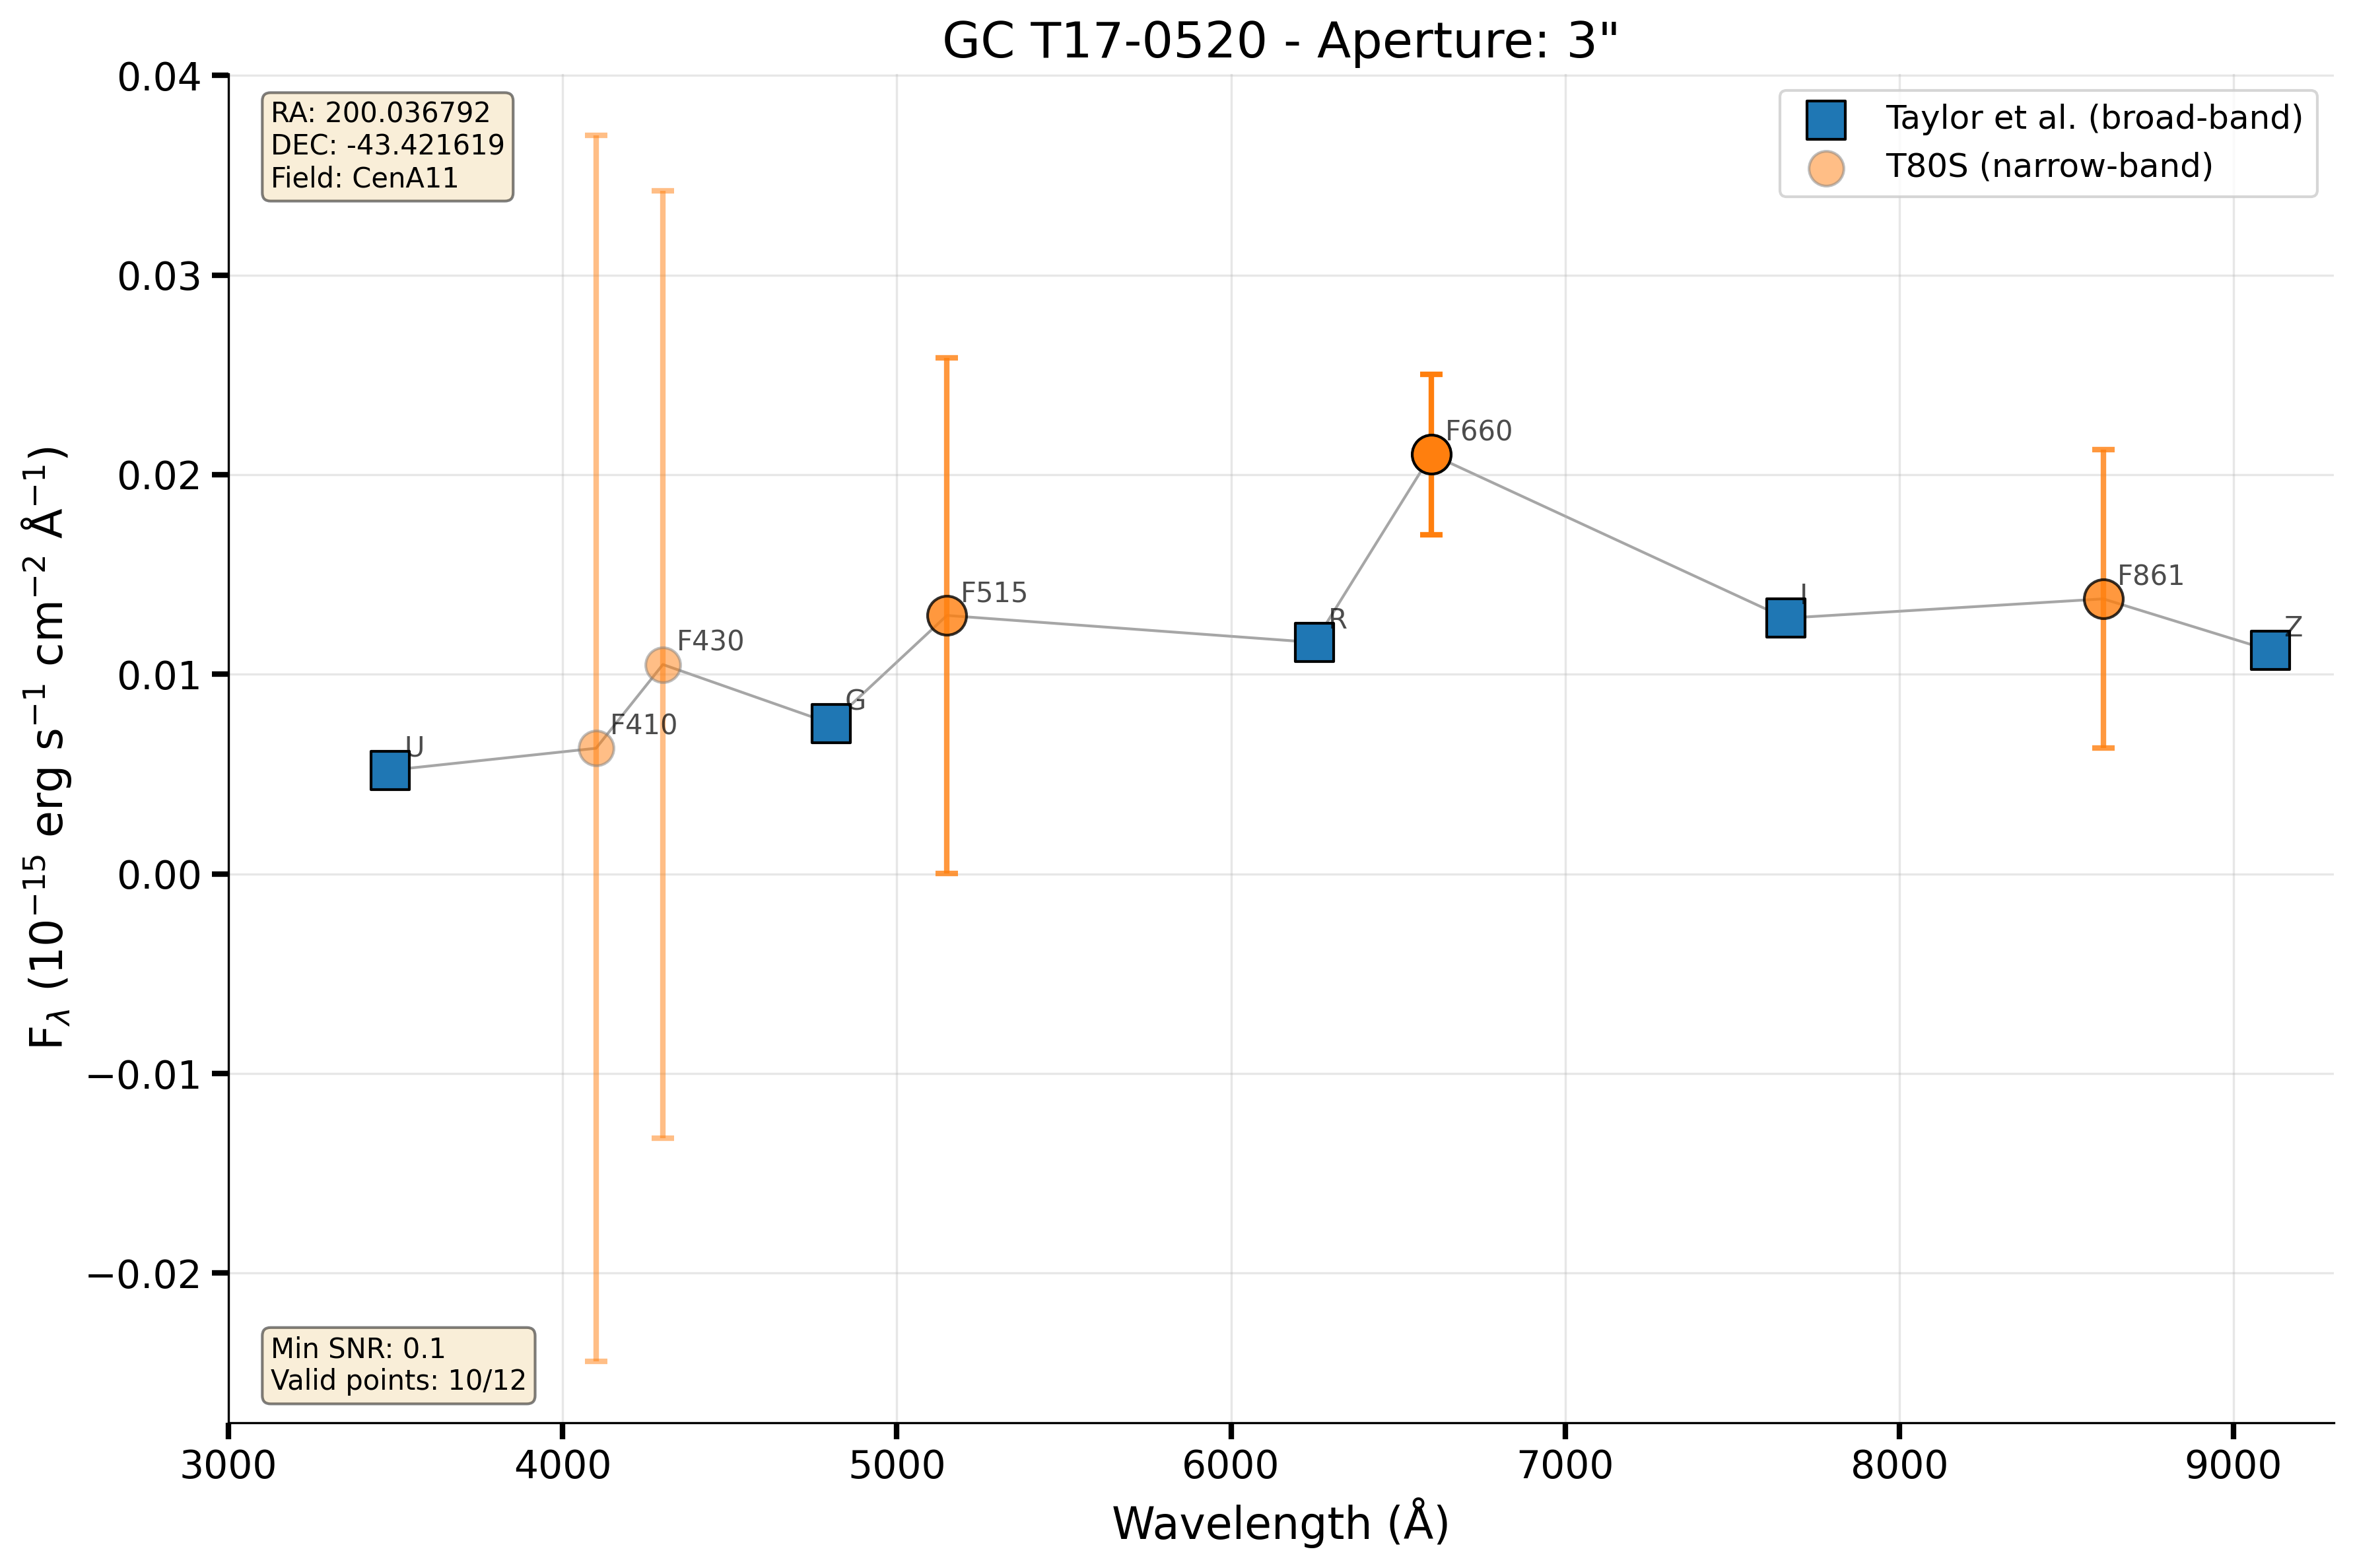 GC T17-0520 - Aperture: 3"
RA: 200.036792
DEC: -43.421619
Field: CenA11
Taylor et al. (broad-band)
T80S (narrow-band)
0.04
0.03
0.02
0.01
0.00
−0.01
−0.02
F_λ (10⁻¹⁵ erg s⁻¹ cm⁻² Å⁻¹)
U
F410
F430
G
F515
R
F660
I
F861
Z
Min SNR: 0.1
Valid points: 10/12
3000 4000 5000 6000 7000 8000 9000
Wavelength (Å)